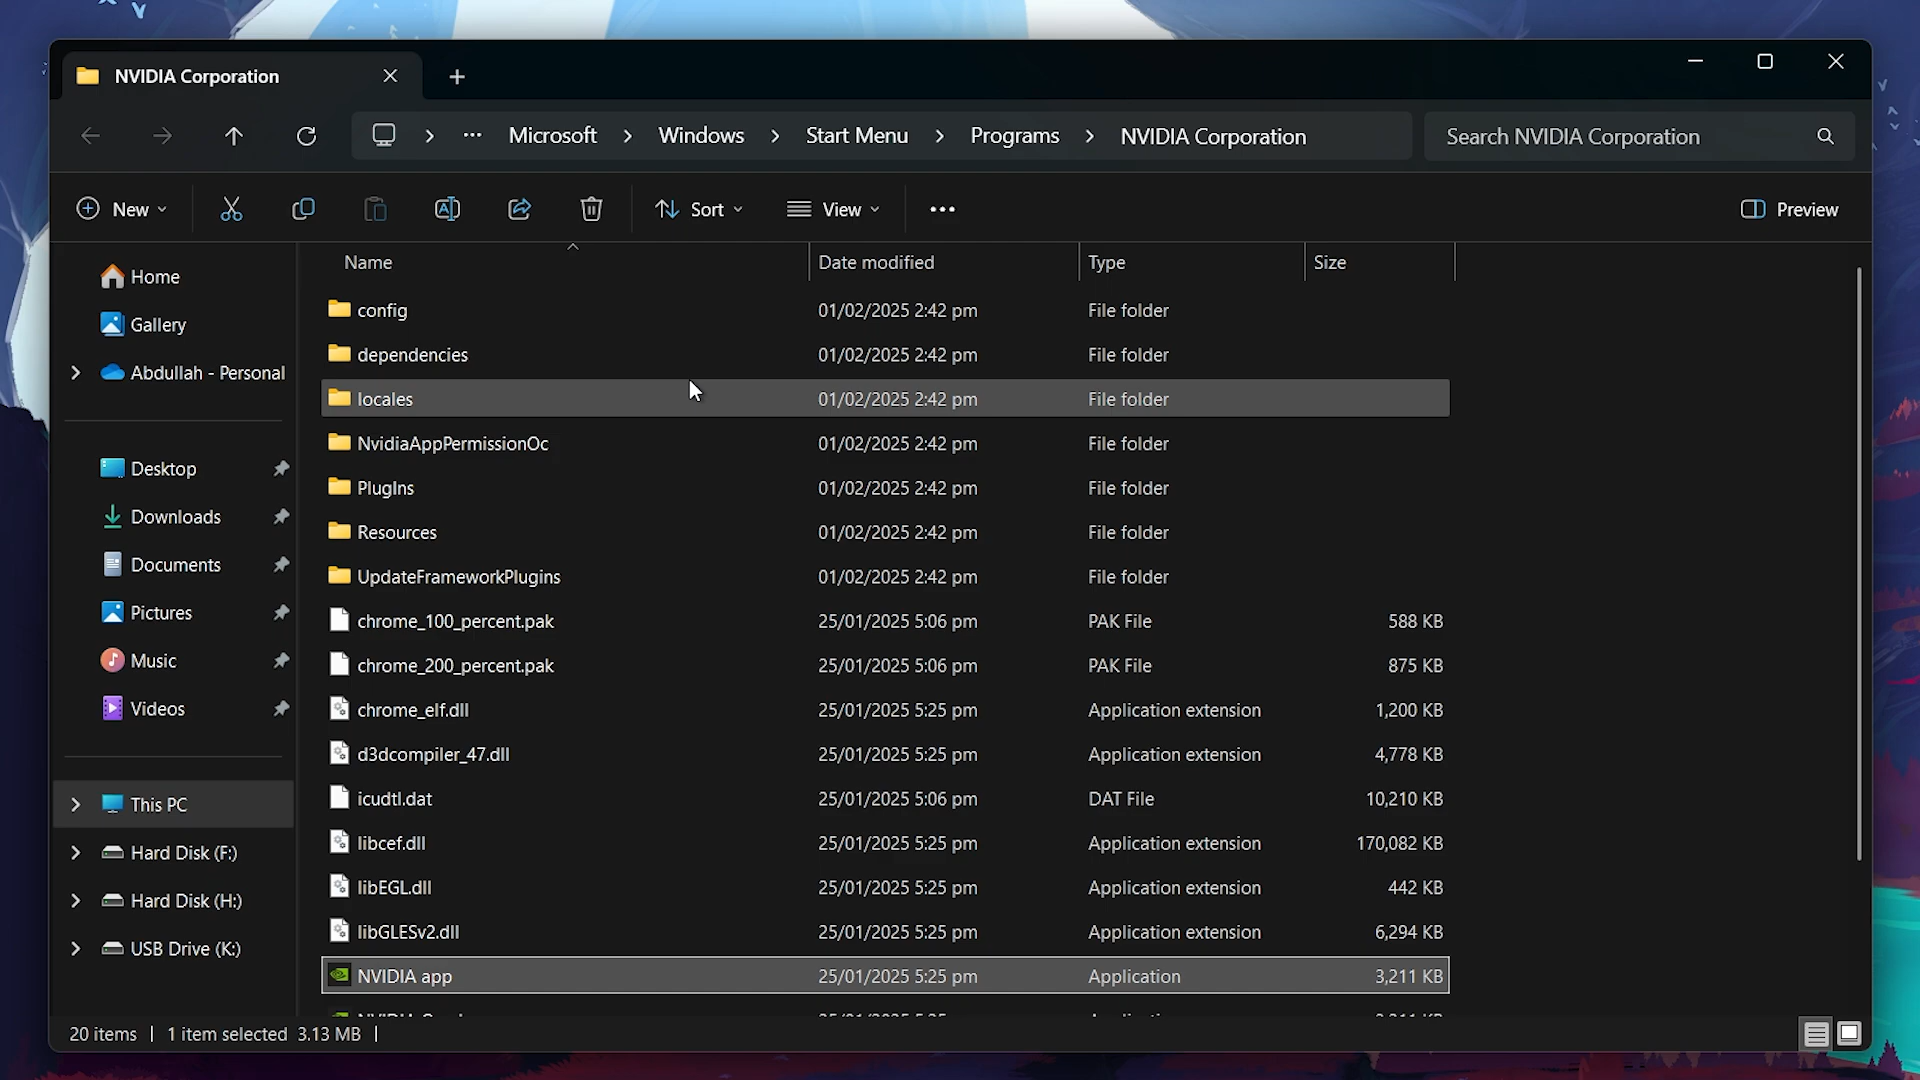 NVIDIA Corporation
Microsoft Windows Start Menu Programs NVIDIA Corporation Search NVIDIA Corporation
New Sort View Preview
Name Date modified Type Size
Home
Gallery
Abdullah - Personal
Desktop
Downloads
Documents
Pictures
Music
Videos
This PC
Hard Disk (F:)
Hard Disk (H:)
USB Drive (K:)
config 01/02/2025 2:42 pm File folder
dependencies 01/02/2025 2:42 pm File folder
locales 01/02/2025 2:42 pm File folder
NvidiaAppPermissionOc 01/02/2025 2:42 pm File folder
PlugIns 01/02/2025 2:42 pm File folder
Resources 01/02/2025 2:42 pm File folder
UpdateFrameworkPlugins 01/02/2025 2:42 pm File folder
chrome_100_percent.pak 25/01/2025 5:06 pm PAK File 588 KB
chrome_200_percent.pak 25/01/2025 5:06 pm PAK File 875 KB
chrome_elf.dll 25/01/2025 5:25 pm Application extension 1,200 KB
d3dcompiler_47.dll 25/01/2025 5:25 pm Application extension 4,778 KB
icudtl.dat 25/01/2025 5:06 pm DAT File 10,210 KB
libcef.dll 25/01/2025 5:25 pm Application extension 170,082 KB
libEGL.dll 25/01/2025 5:25 pm Application extension 442 KB
libGLESv2.dll 25/01/2025 5:25 pm Application extension 6,294 KB
NVIDIA app 25/01/2025 5:25 pm Application 3,211 KB
20 items 1 item selected 3.13 MB